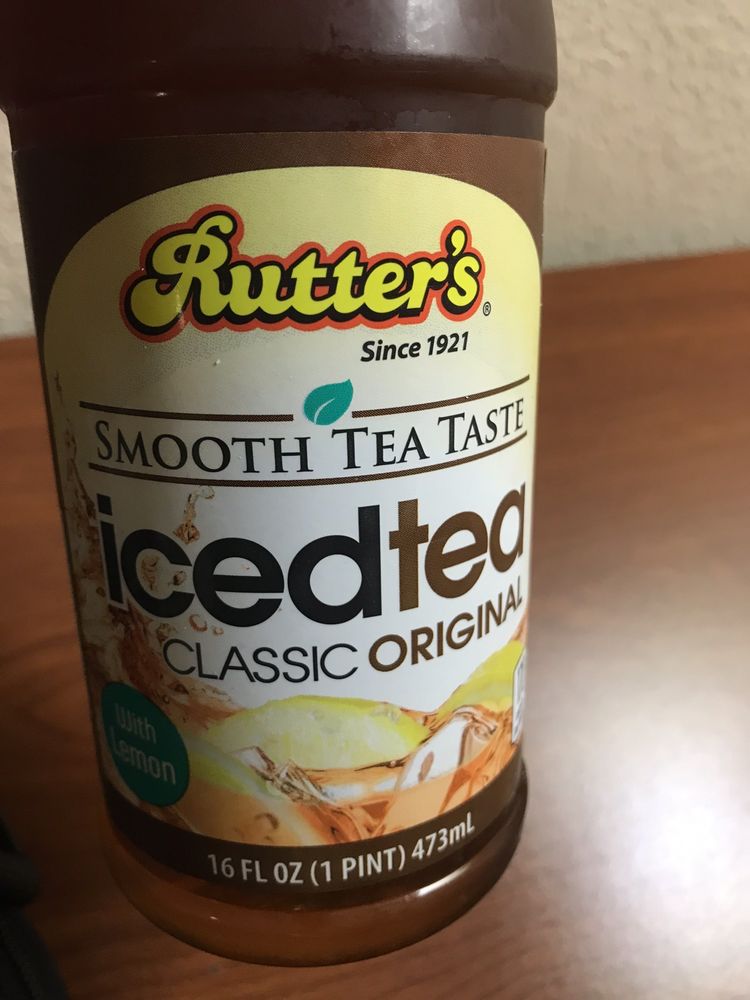 Rutter's®
Since 1921
SMOOTH TEA TASTE
icedtea
CLASSIC ORIGINAL
With
Lemon
16 FL OZ (1 PINT) 473mL